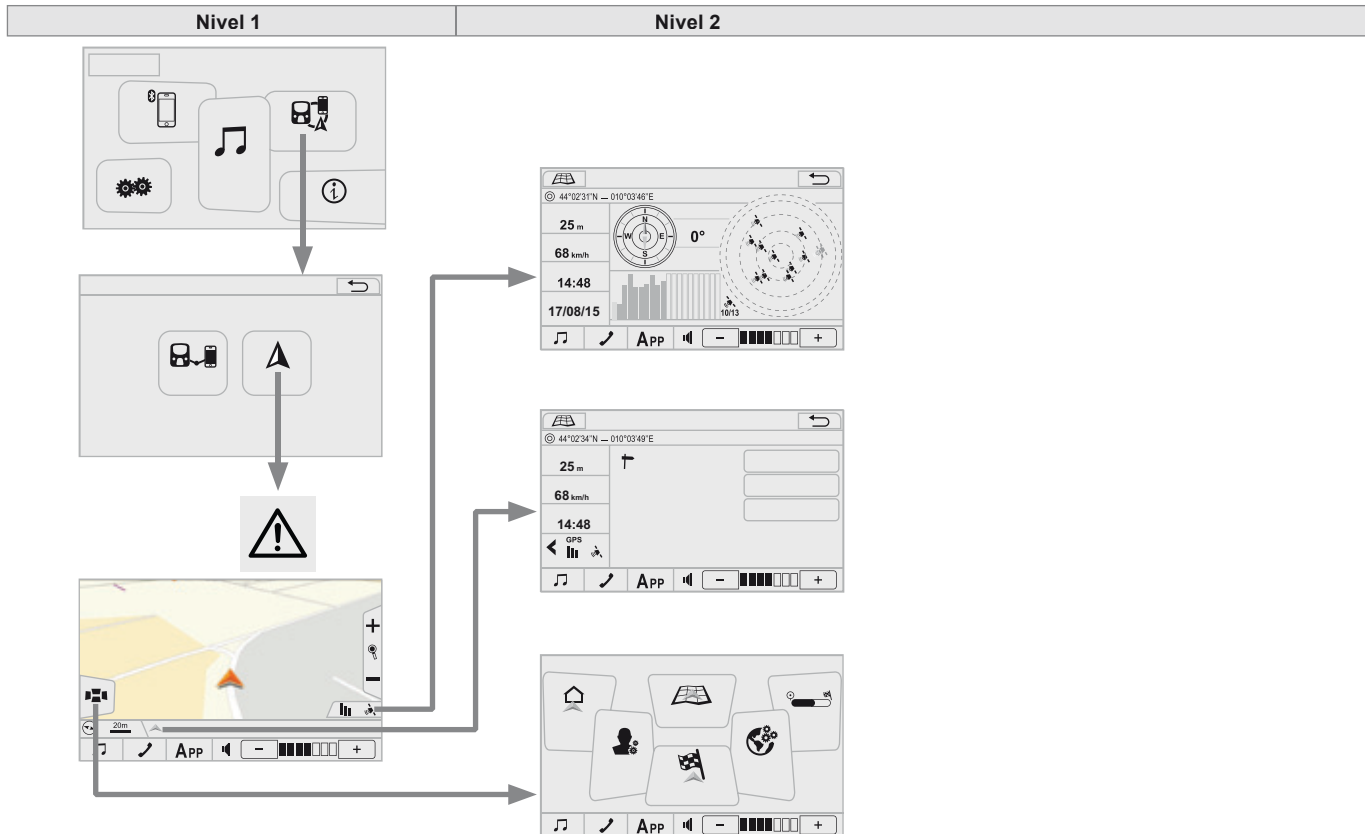 Nivel 1
Nivel 2
44°02'31"N — 010°03'46"E
25 m
68 km/h
14:48
17/08/15
N
W
E
S
0°
10/13
APP
–
+
44°02'34"N — 010°03'49"E
25 m
68 km/h
14:48
GPS
APP
–
+
20m
APP
–
+
APP
–
+